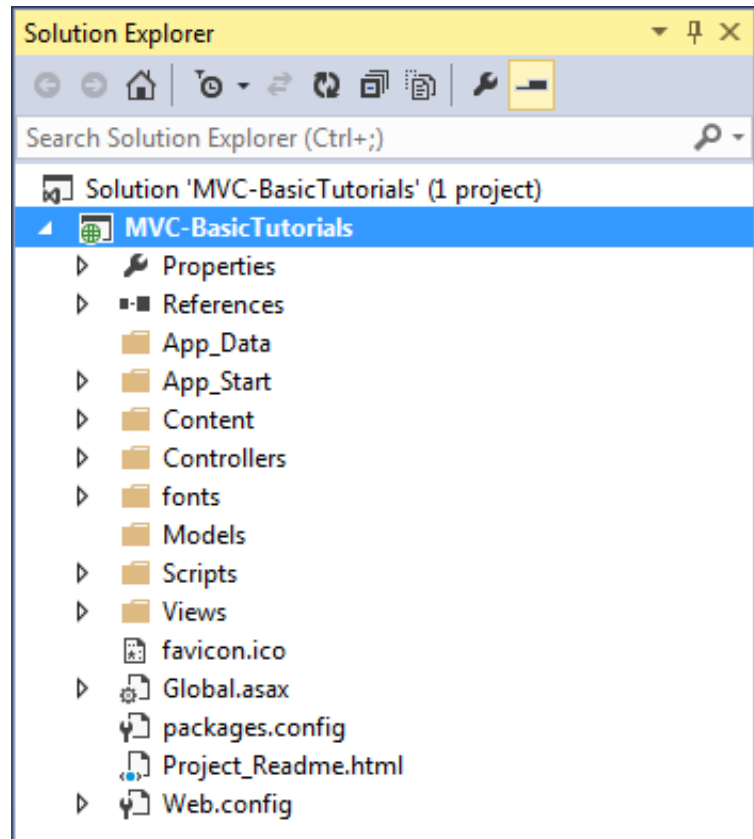 Solution Explorer
Search Solution Explorer (Ctrl+;)
Solution 'MVC-BasicTutorials' (1 project)
MVC-BasicTutorials
Properties
References
App_Data
App_Start
Content
Controllers
fonts
Models
Scripts
Views
favicon.ico
Global.asax
packages.config
Project_Readme.html
Web.config